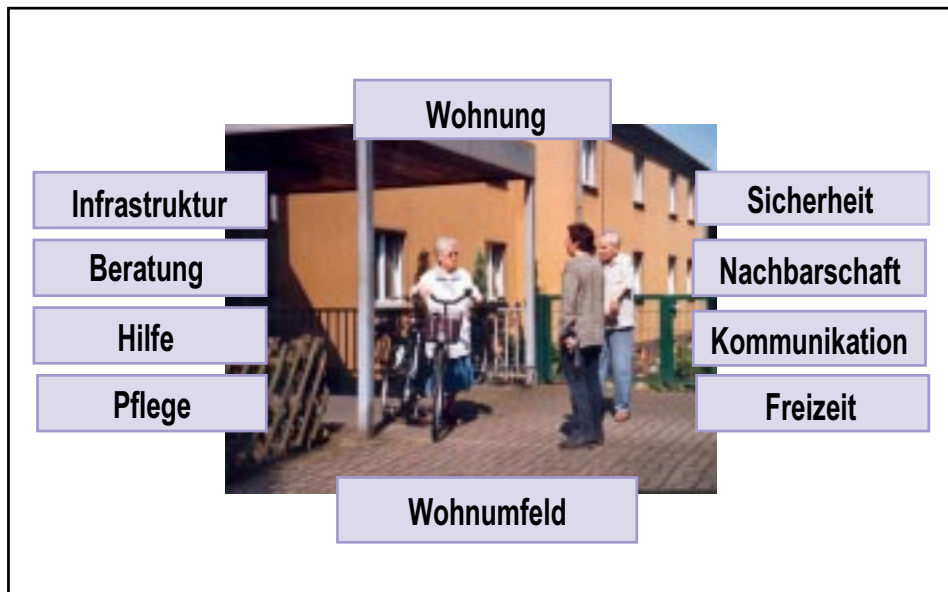 Wohnung
Infrastruktur
Beratung
Hilfe
Pflege
Sicherheit
Nachbarschaft
Kommunikation
Freizeit
Wohnumfeld